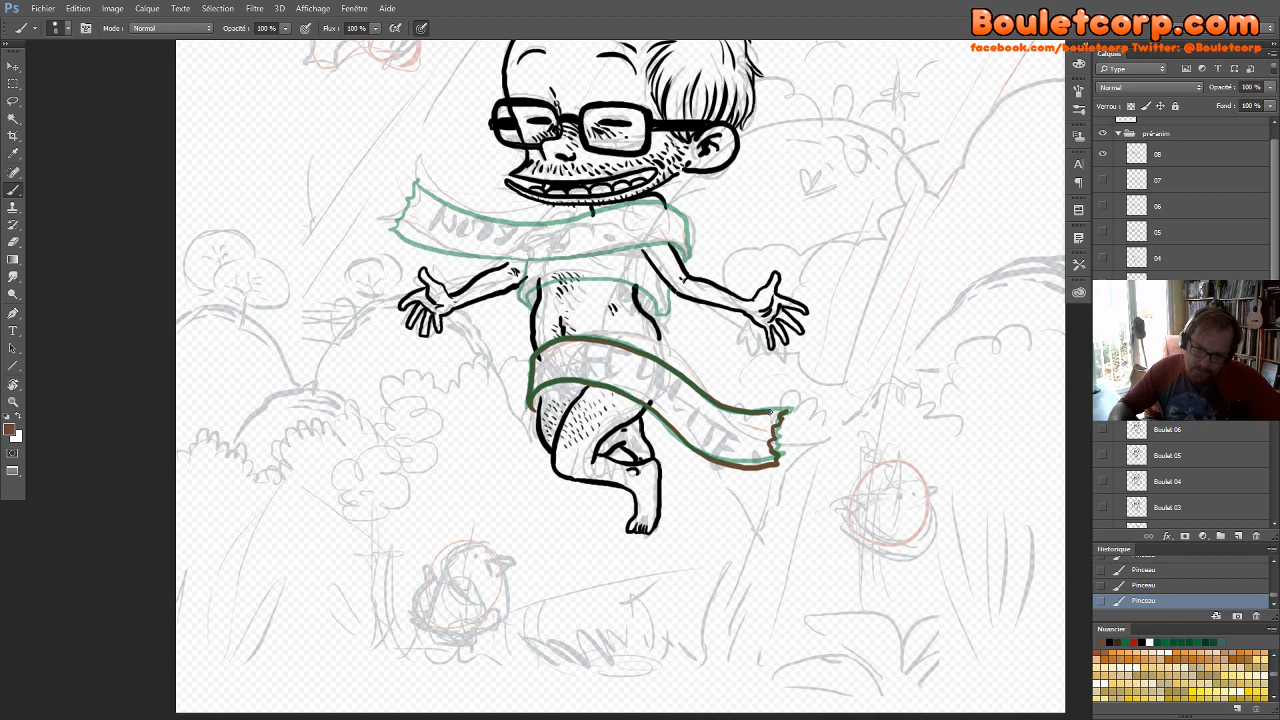 Ps Fichier Edition Image Calque Texte Sélection Filtre 3D Affichage Fenêtre Aide
Bouletcorp.com
facebook.com/bouletcorp Twitter: @Bouletcorp
Mode : Normal Opacité : 100 % Flux : 100 %
Calques
Type
Normal Opacité : 100 %
Verrou : Fond : 100 %
pré-anim
08
07
06
05
04
Boulet 06
Boulet 05
Boulet 04
Boulet 03
Historique
Pinceau
Pinceau
Pinceau
Nuancier